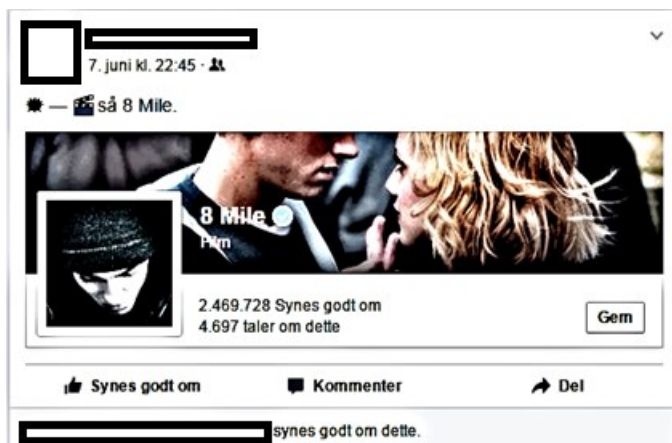 7. juni kl. 22:45 ·
— så 8 Mile.
8 Mile
Film
2.469.728 Synes godt om
4.697 taler om dette
Gem
Synes godt om
Kommenter
Del
synes godt om dette.